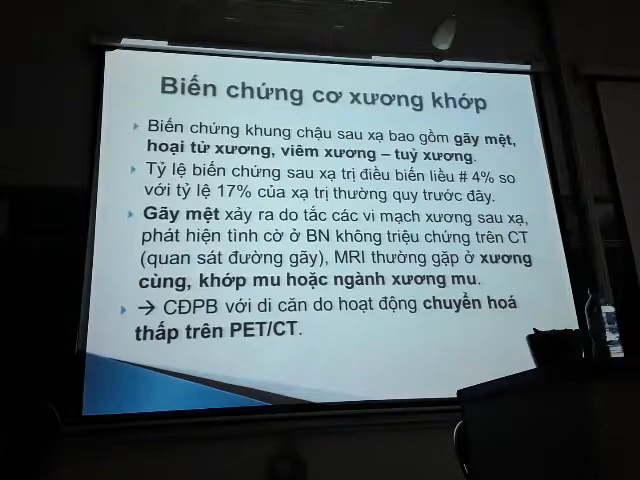 Biến chứng cơ xương khớp
Biến chứng khung chậu sau xạ bao gồm gãy mệt,
hoại tử xương, viêm xương – tuỷ xương.
Tỷ lệ biến chứng sau xạ trị điều biến liều # 4% so
với tỷ lệ 17% của xạ trị thường quy trước đây.
Gãy mệt xảy ra do tắc các vi mạch xương sau xạ,
phát hiện tình cờ ở BN không triệu chứng trên CT
(quan sát đường gãy), MRI thường gặp ở xương
cùng, khớp mu hoặc ngành xương mu.
→ CĐPB với di căn do hoạt động chuyển hoá
thấp trên PET/CT.